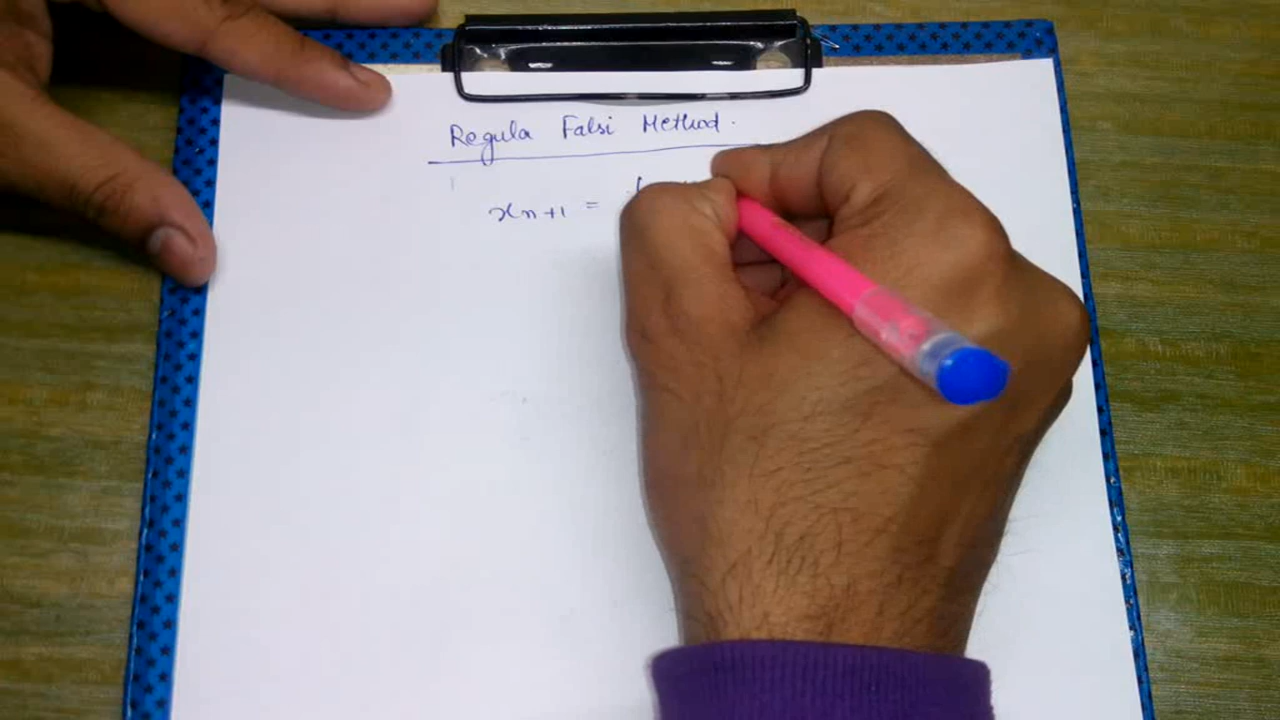 Regula Falsi Method.
xn+1 =